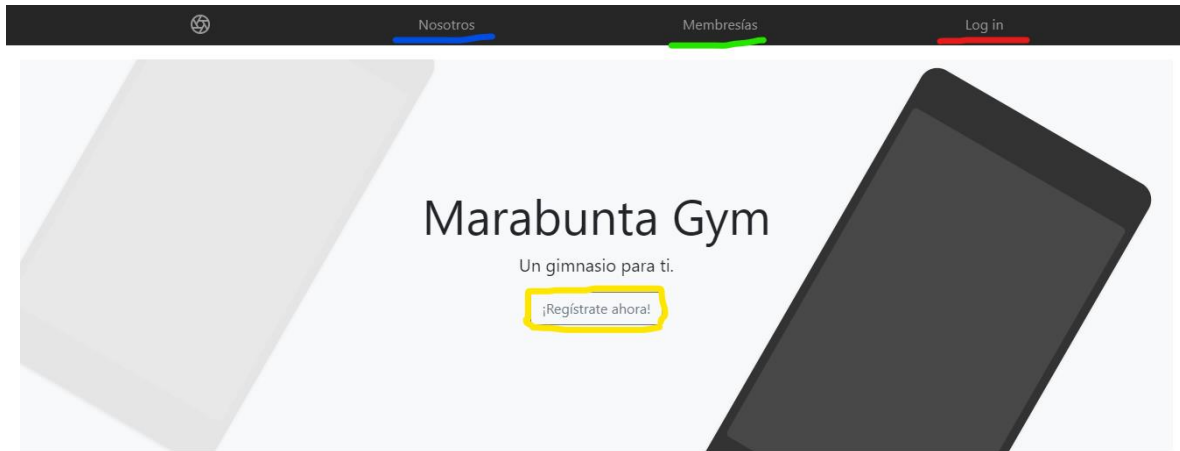 Nosotros Membresías Log in
Marabunta Gym
Un gimnasio para ti.
¡Regístrate ahora!